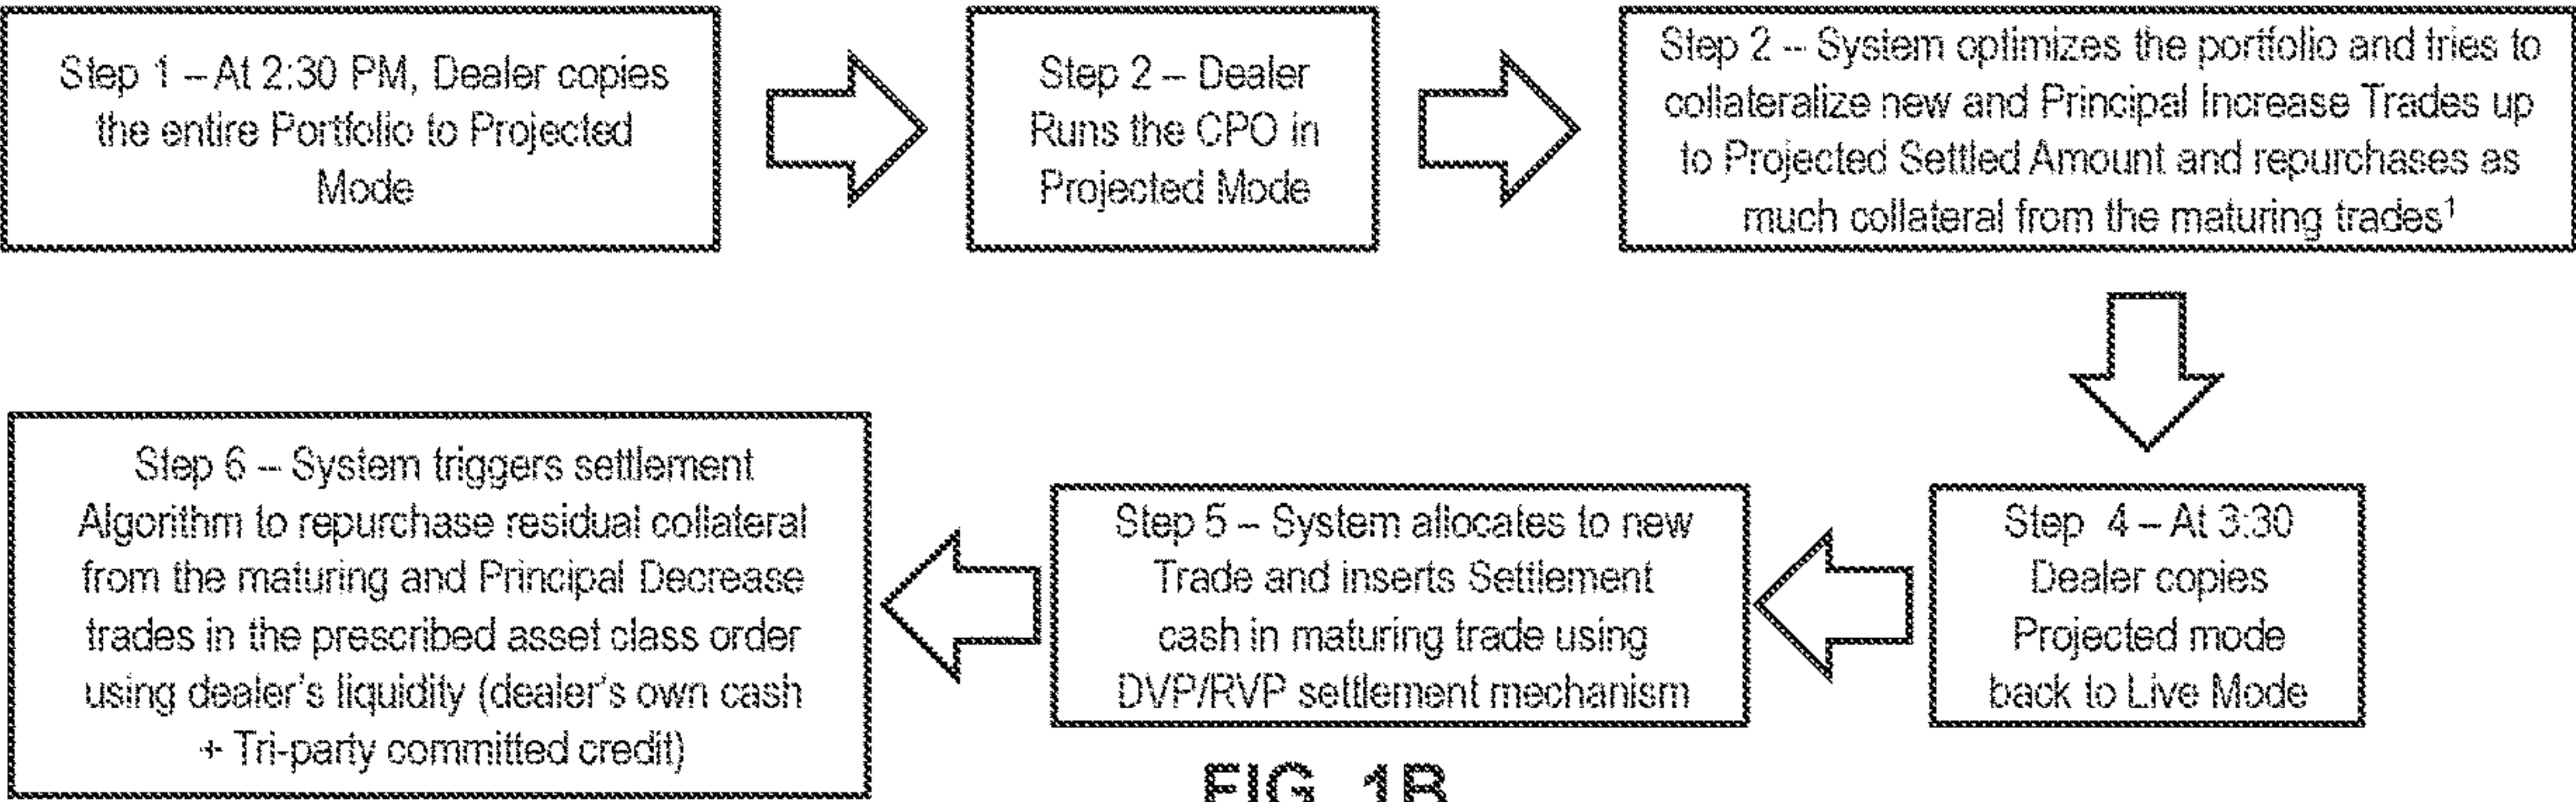 Step 1 – At 2:30 PM, Dealer copies
the entire Portfolio to Projected
Mode
Step 2 – Dealer
Runs the CPO in
Projected Mode
Step 2 – System optimizes the portfolio and tries to
collateralize new and Principal Increase Trades up
to Projected Settled Amount and repurchases as
much collateral from the maturing trades¹
Step 4 – At 3:30
Dealer copies
Projected mode
back to Live Mode
Step 5 – System allocates to new
Trade and inserts Settlement
cash in maturing trade using
DVP/RVP settlement mechanism
Step 6 – System triggers settlement
Algorithm to repurchase residual collateral
from the maturing and Principal Decrease
trades in the prescribed asset class order
using dealer's liquidity (dealer's own cash
+ Tri-party committed credit)
FIG. 1B